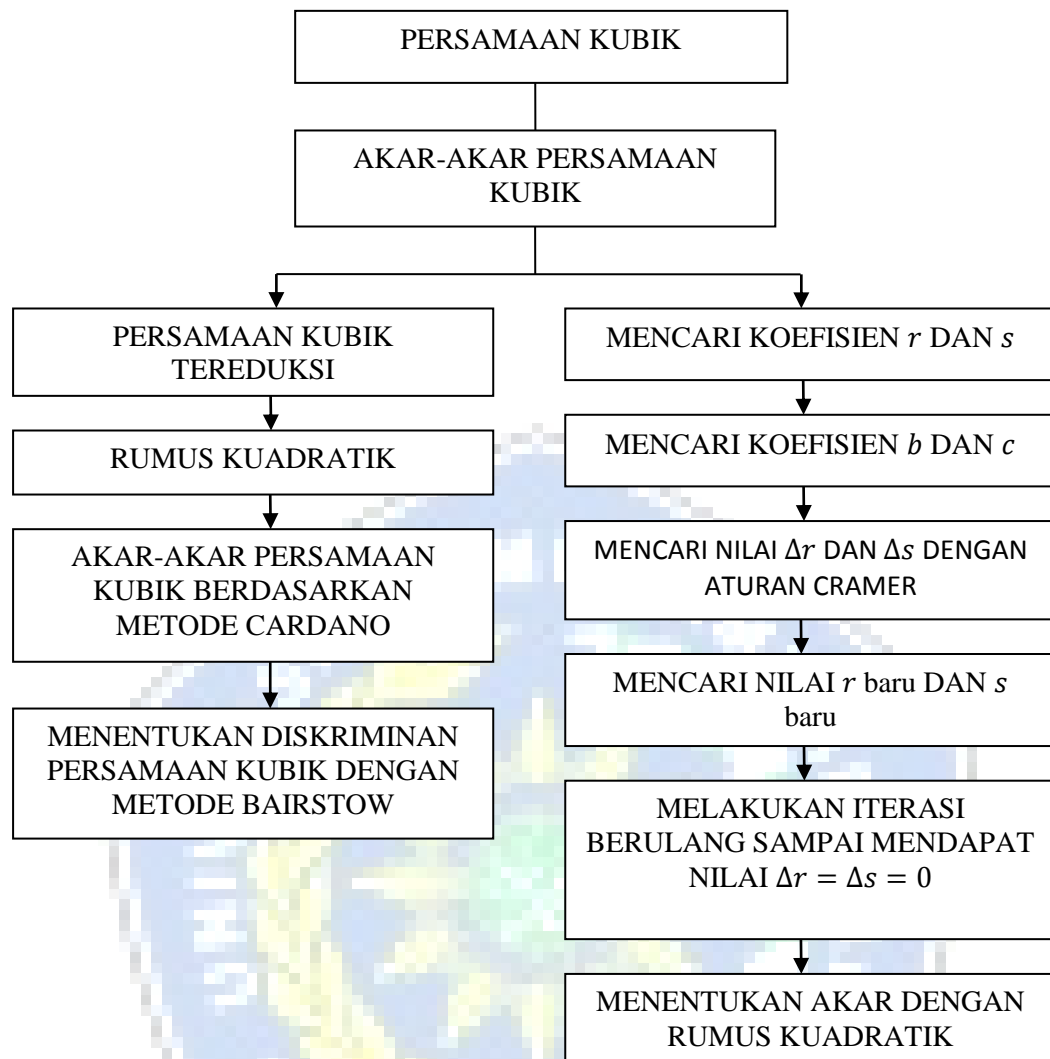 PERSAMAAN KUBIK
AKAR-AKAR PERSAMAAN
KUBIK
PERSAMAAN KUBIK
TEREDUKSI
RUMUS KUADRATIK
AKAR-AKAR PERSAMAAN
KUBIK BERDASARKAN
METODE CARDANO
MENENTUKAN DISKRIMINAN
PERSAMAAN KUBIK DENGAN
METODE BAIRSTOW
MENCARI KOEFISIEN 𝑟 DAN 𝑠
MENCARI KOEFISIEN 𝑏 DAN 𝑐
MENCARI NILAI Δ𝑟 DAN Δ𝑠 DENGAN
ATURAN CRAMER
MENCARI NILAI 𝑟 baru DAN 𝑠
baru
MELAKUKAN ITERASI
BERULANG SAMPAI MENDAPAT
NILAI Δ𝑟 = Δ𝑠 = 0
MENENTUKAN AKAR DENGAN
RUMUS KUADRATIK